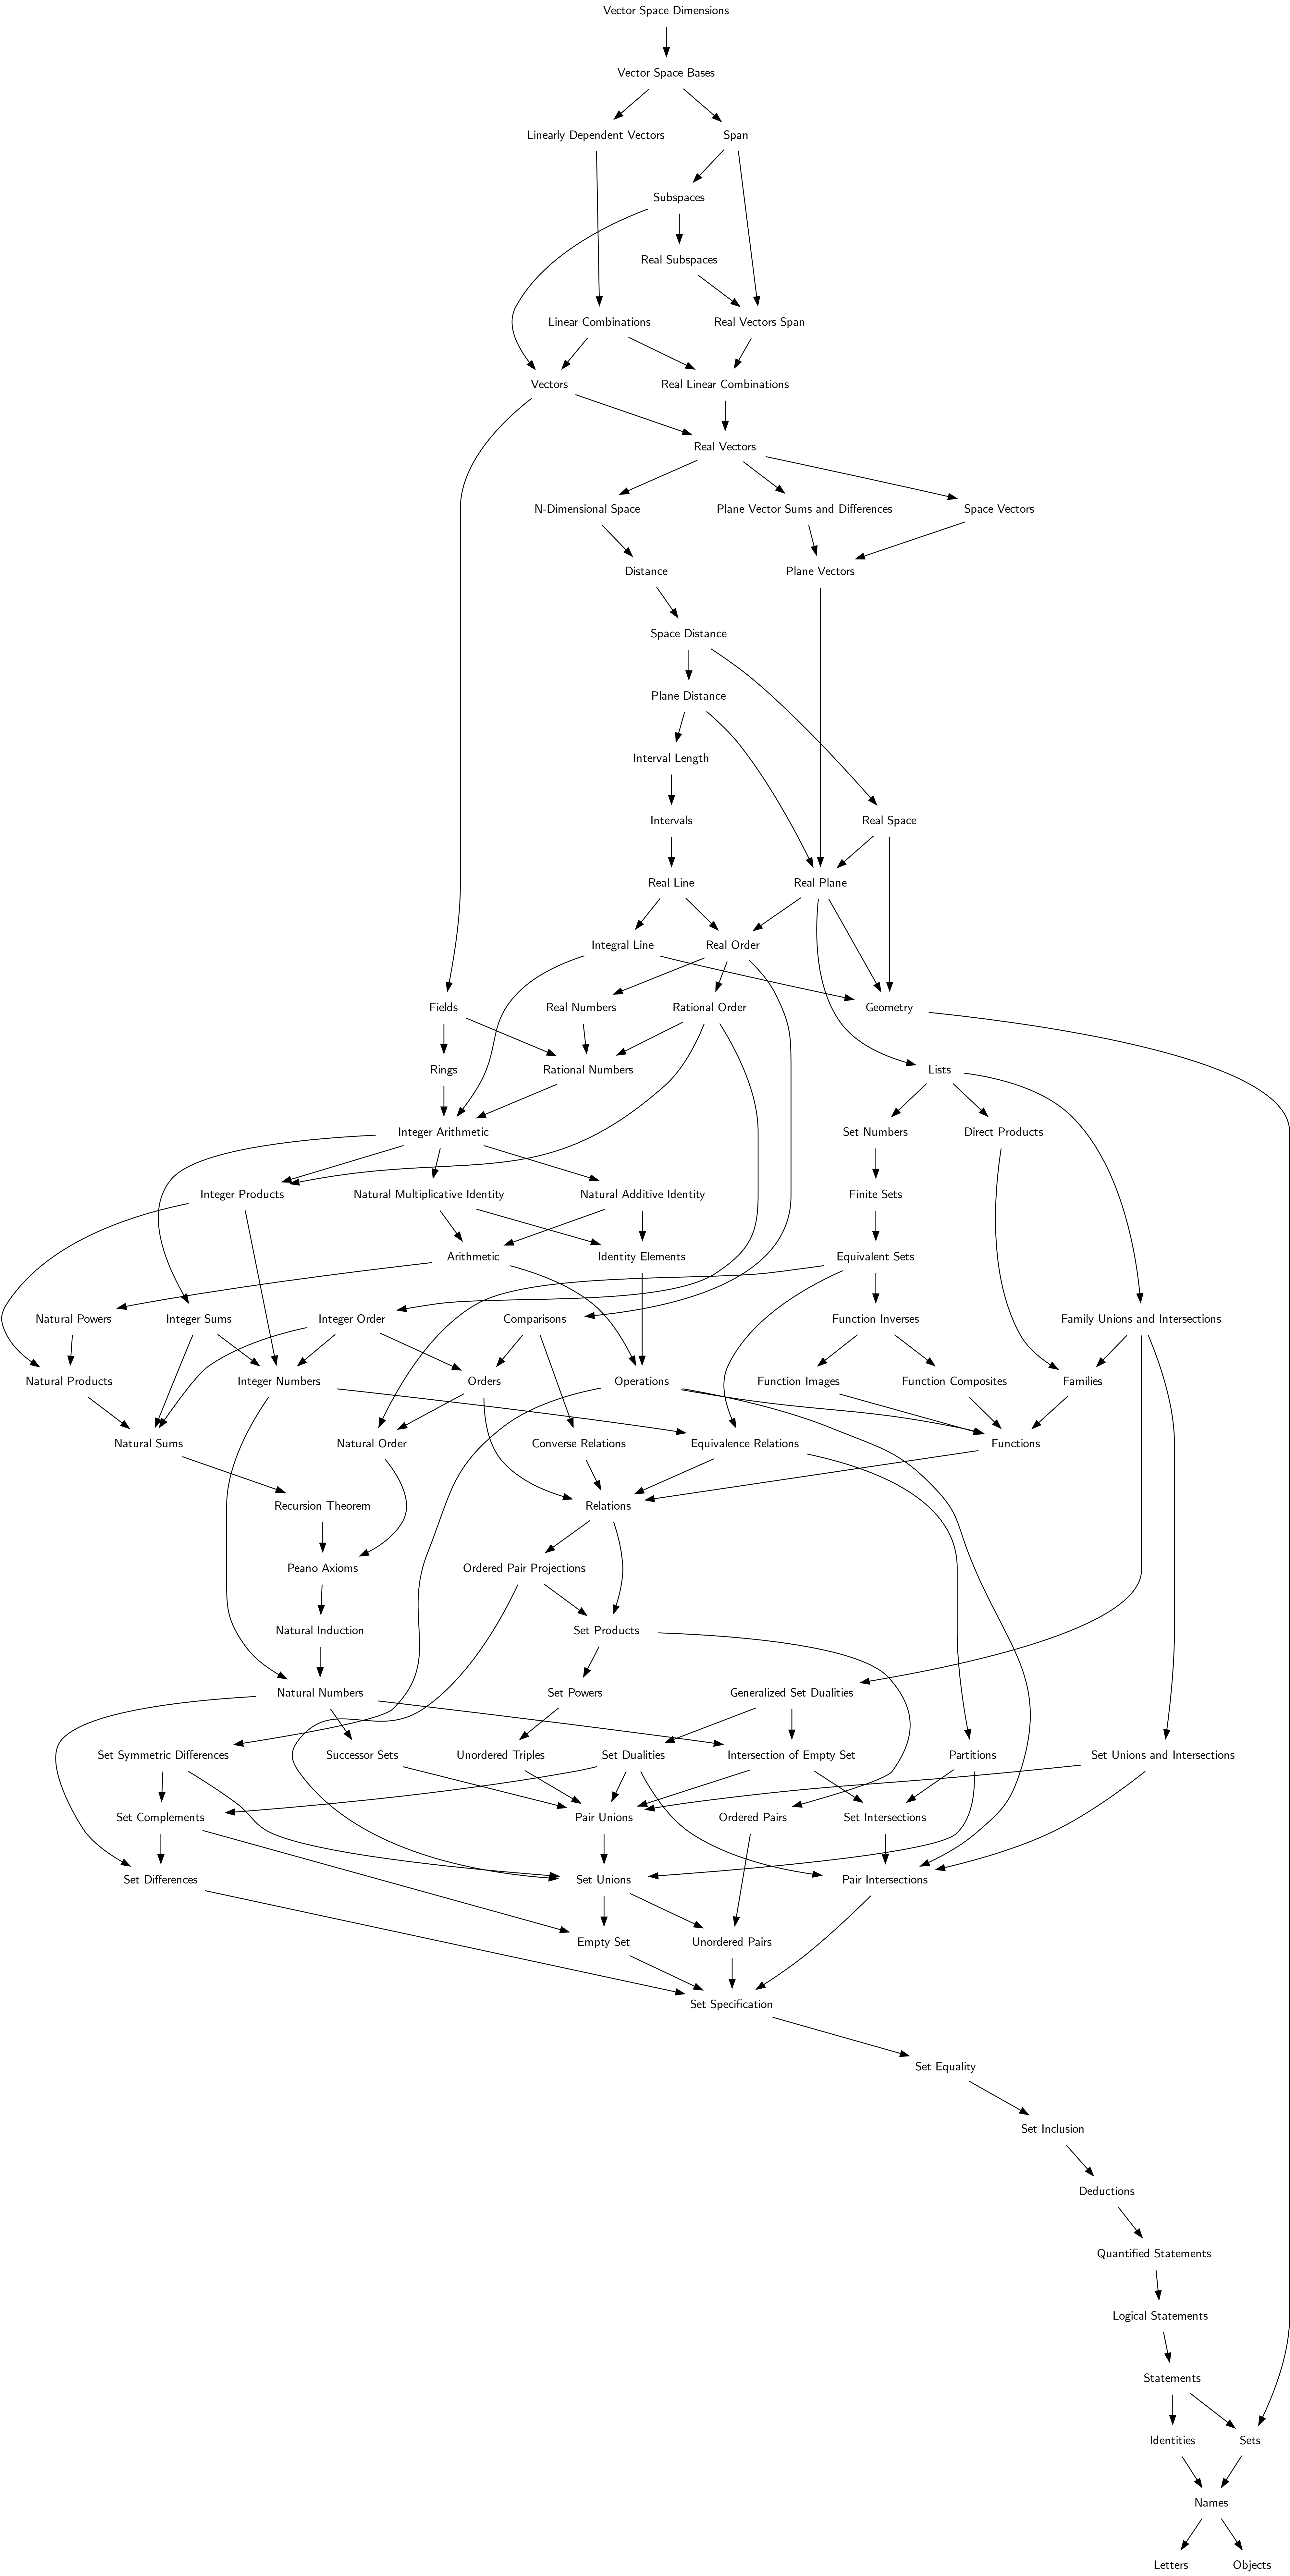 Vector Space Dimensions
Vector Space Bases
Linearly Dependent Vectors
Span
Subspaces
Real Subspaces
Linear Combinations
Real Vectors Span
Vectors
Real Linear Combinations
Real Vectors
N-Dimensional Space
Plane Vector Sums and Differences
Space Vectors
Distance
Plane Vectors
Space Distance
Plane Distance
Interval Length
Intervals
Real Space
Real Line
Real Plane
Integral Line
Real Order
Fields
Real Numbers
Rational Order
Geometry
Rings
Rational Numbers
Lists
Integer Arithmetic
Set Numbers
Direct Products
Integer Products
Natural Multiplicative Identity
Natural Additive Identity
Finite Sets
Arithmetic
Identity Elements
Equivalent Sets
Natural Powers
Integer Sums
Integer Order
Comparisons
Function Inverses
Family Unions and Intersections
Natural Products
Integer Numbers
Orders
Operations
Function Images
Function Composites
Families
Natural Sums
Natural Order
Converse Relations
Equivalence Relations
Functions
Recursion Theorem
Relations
Peano Axioms
Ordered Pair Projections
Natural Induction
Set Products
Natural Numbers
Set Powers
Generalized Set Dualities
Set Symmetric Differences
Successor Sets
Unordered Triples
Set Dualities
Intersection of Empty Set
Partitions
Set Unions and Intersections
Set Complements
Pair Unions
Ordered Pairs
Set Intersections
Set Differences
Set Unions
Pair Intersections
Empty Set
Unordered Pairs
Set Specification
Set Equality
Set Inclusion
Deductions
Quantified Statements
Logical Statements
Statements
Identities
Sets
Names
Letters
Objects